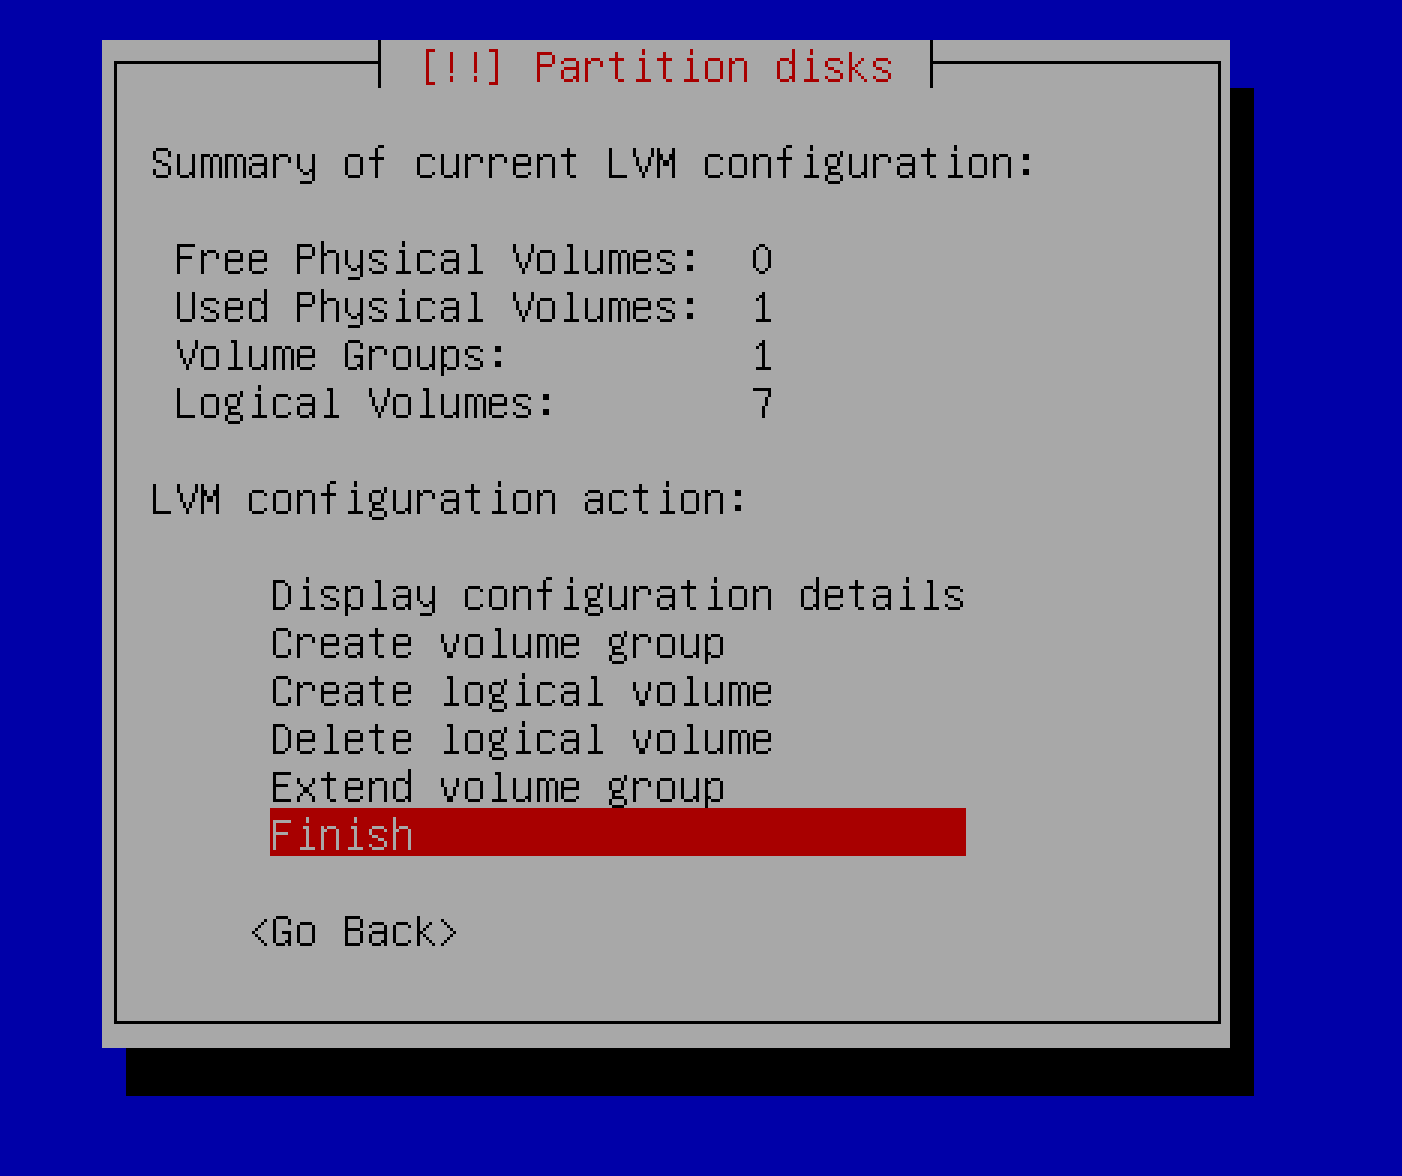 [!!] Partition disks
Summary of current LVM configuration:
Free Physical Volumes: 0
Used Physical Volumes: 1
Volume Groups: 1
Logical Volumes: 7
LVM configuration action:
Display configuration details
Create volume group
Create logical volume
Delete logical volume
Extend volume group
Finish
<Go Back>